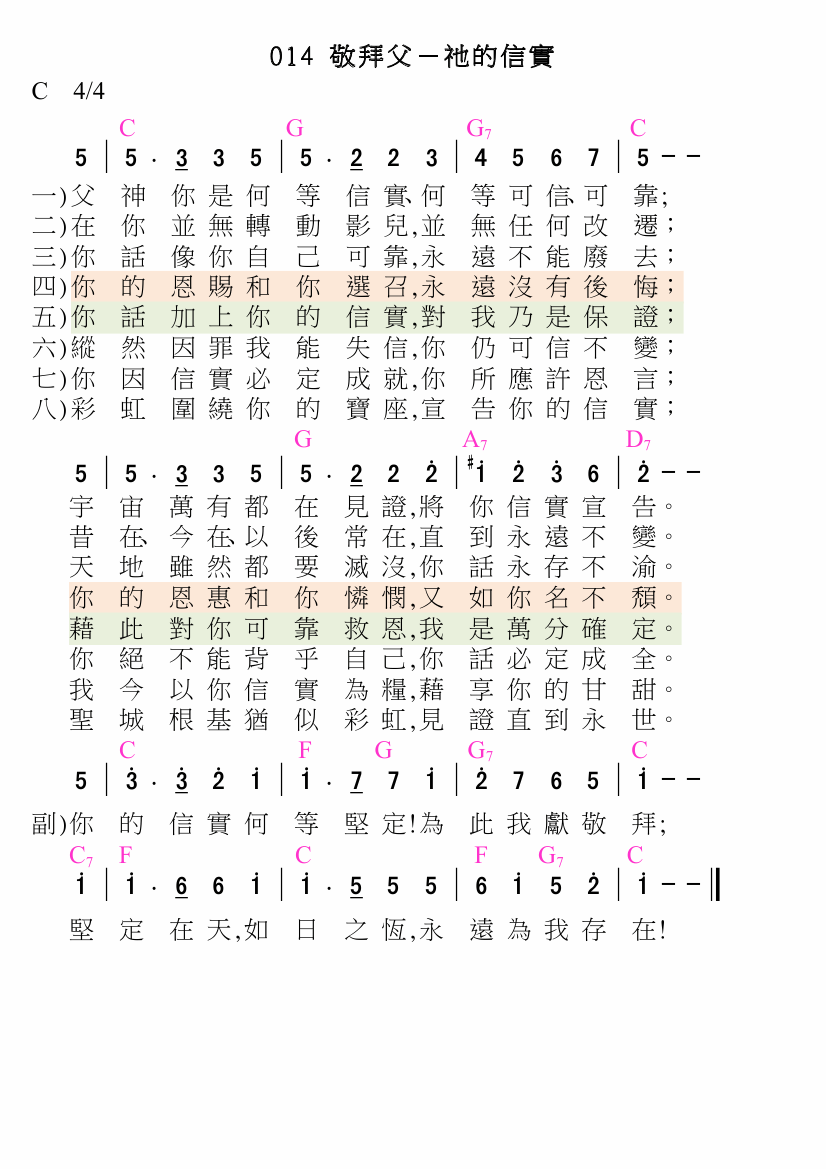 014 敬拜父－祂的信實
C 4/4
C G G7 C
5 | 5 · 3 3 5 | 5 · 2 2 3 | 4 5 6 7 | 5 － －
一)父 神 你 是 何 等 信 實、何 等 可 信、可 靠;
二)在 你 並 無 轉 動 影 兒,並 無 任 何 改 遷；
三)你 話 像 你 自 己 可 靠,永 遠 不 能 廢 去；
四)你 的 恩 賜 和 你 選 召,永 遠 沒 有 後 悔；
五)你 話 加 上 你 的 信 實,對 我 乃 是 保 證；
六)縱 然 因 罪 我 能 失 信,你 仍 可 信 不 變；
七)你 因 信 實 必 定 成 就,你 所 應 許 恩 言；
八)彩 虹 圍 繞 你 的 寶 座,宣 告 你 的 信 實；
G A7 D7
5 | 5 · 3 3 5 | 5 · 2 2 2̇ | #1̇ 2̇ 3̇ 6 | 2̇ － －
宇 宙 萬 有 都 在 見 證,將 你 信 實 宣 告。
昔 在、今 在、以 後 常 在,直 到 永 遠 不 變。
天 地 雖 然 都 要 滅 沒,你 話 永 存 不 渝。
你 的 恩 惠 和 你 憐 憫,又 如 你 名 不 頹。
藉 此 對 你 可 靠 救 恩,我 是 萬 分 確 定。
你 絕 不 能 背 乎 自 己,你 話 必 定 成 全。
我 今 以 你 信 實 為 糧,藉 享 你 的 甘 甜。
聖 城 根 基 猶 似 彩 虹,見 證 直 到 永 世。
C F G G7 C
5 | 3̇ · 3̇ 2̇ 1̇ | 1̇ · 7 7 1̇ | 2̇ 7 6 5 | 1̇ － －
副)你 的 信 實 何 等 堅 定!為 此 我 獻 敬 拜;
C7 F C F G7 C
1̇ | 1̇ · 6 6 1̇ | 1̇ · 5 5 5 | 6 1̇ 5 2̇ | 1̇ － － ‖
堅 定 在 天,如 日 之 恆,永 遠 為 我 存 在!